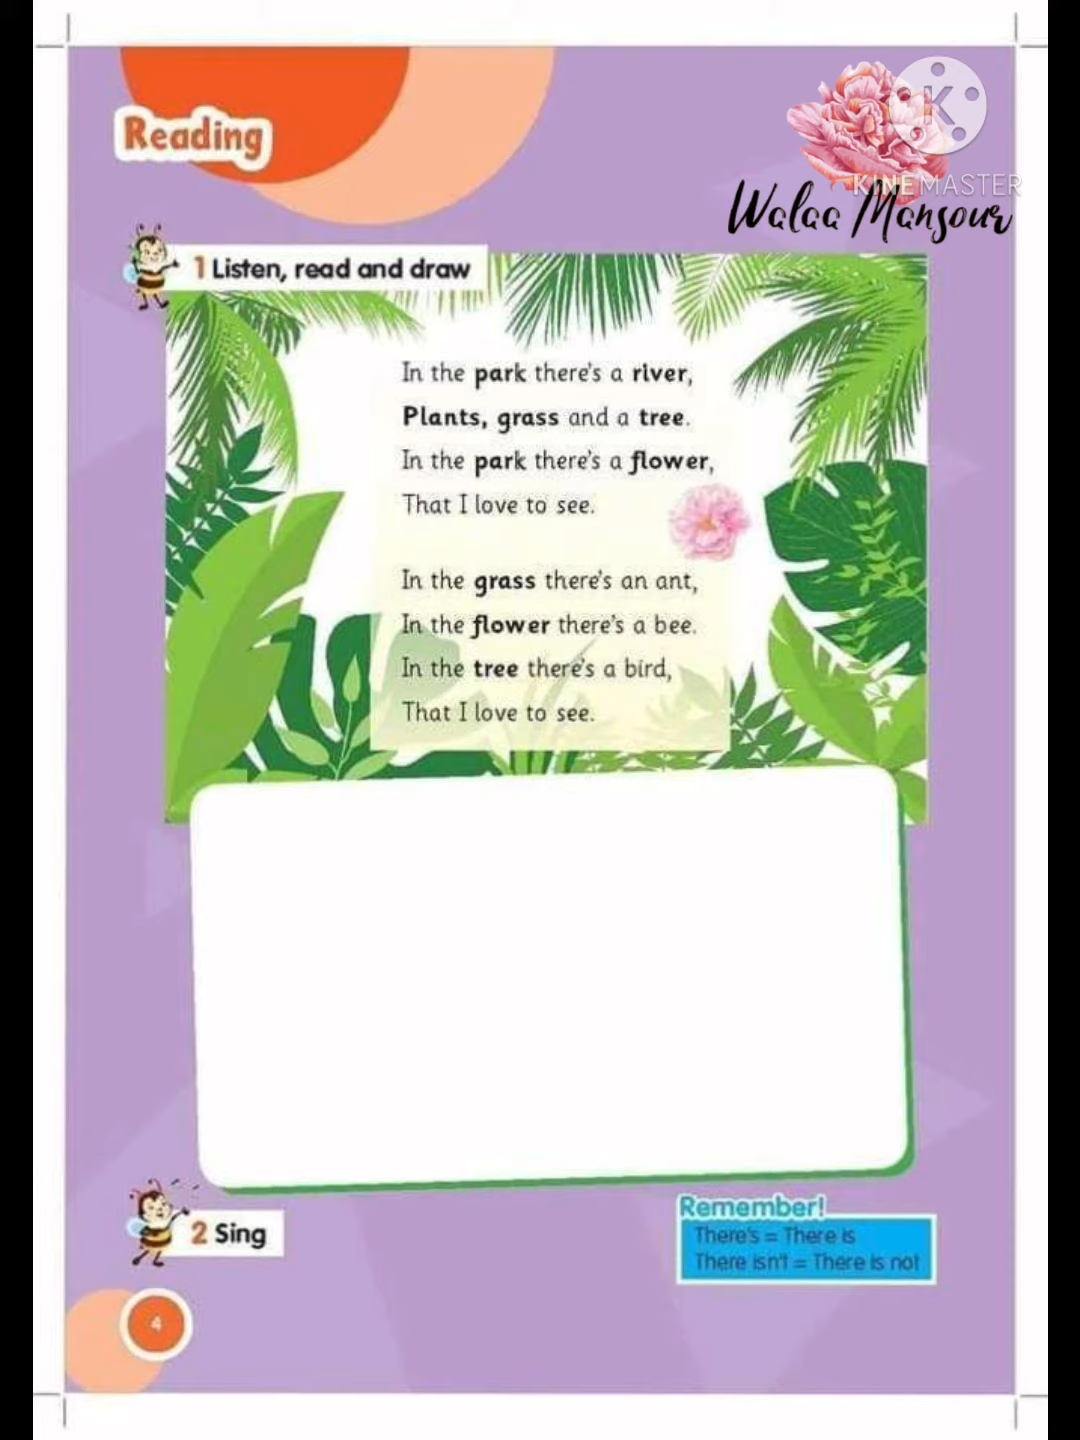 Reading
K
KINEMASTER
Walaa Mansour
1 Listen, read and draw
In the park there's a river,
Plants, grass and a tree.
In the park there's a flower,
That I love to see.
In the grass there's an ant,
In the flower there's a bee.
In the tree there's a bird,
That I love to see.
2 Sing
Remember!
There's = There is
There isn't = There is not
4